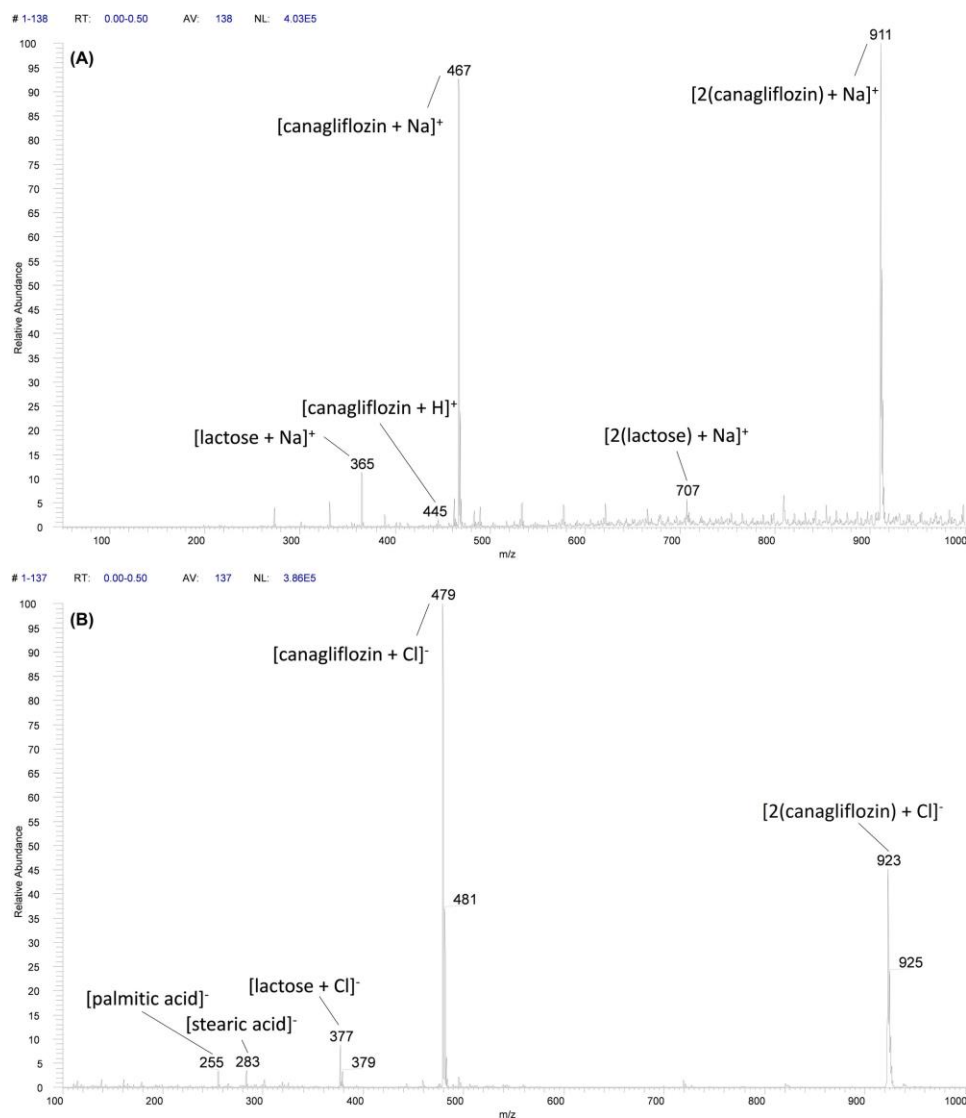 # 1-138 RT: 0.00-0.50 AV: 138 NL: 4.03E5
(A)
911
467
[2(canagliflozin) + Na]+
[canagliflozin + Na]+
[canagliflozin + H]+
[lactose + Na]+
[2(lactose) + Na]+
365
445
707
100
95
90
85
80
75
70
65
60
55
50
45
40
35
30
25
20
15
10
5
0
Relative Abundance
100 200 300 400 500 600 700 800 900 1000
m/z
# 1-137 RT: 0.00-0.50 AV: 137 NL: 3.86E5
(B)
479
[canagliflozin + Cl]-
[2(canagliflozin) + Cl]-
923
481
925
[lactose + Cl]-
[palmitic acid]-
[stearic acid]-
377
255 283 379
100
95
90
85
80
75
70
65
60
55
50
45
40
35
30
25
20
15
10
5
0
Relative Abundance
100 200 300 400 500 600 700 800 900 1000
m/z